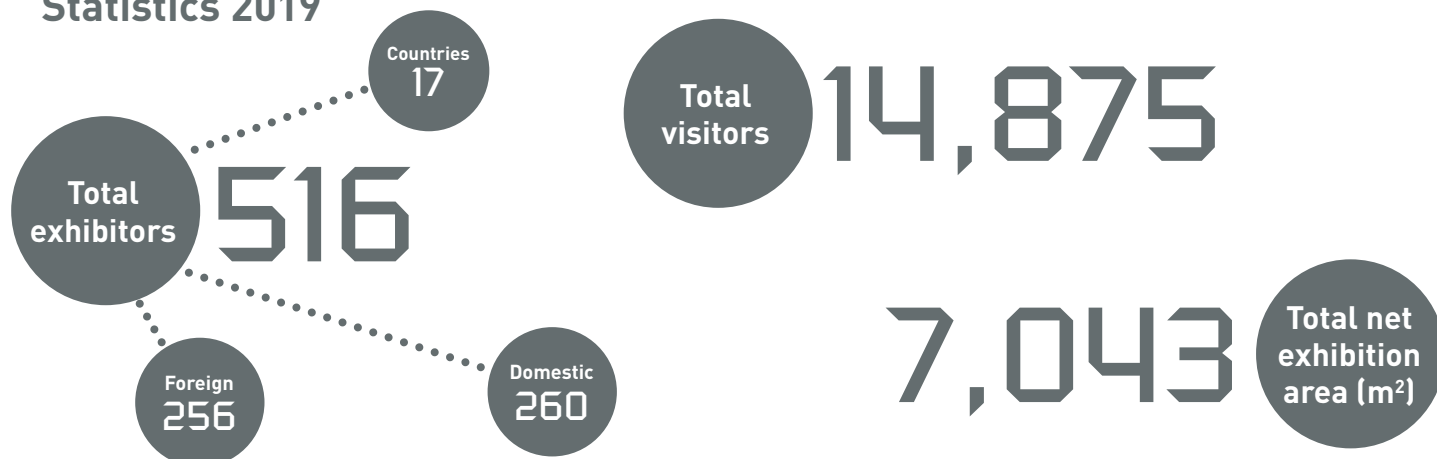 Statistics 2019
Countries
17
Total
exhibitors
516
Foreign
256
Domestic
260
Total
visitors
14,875
7,043
Total net
exhibition
area (m²)